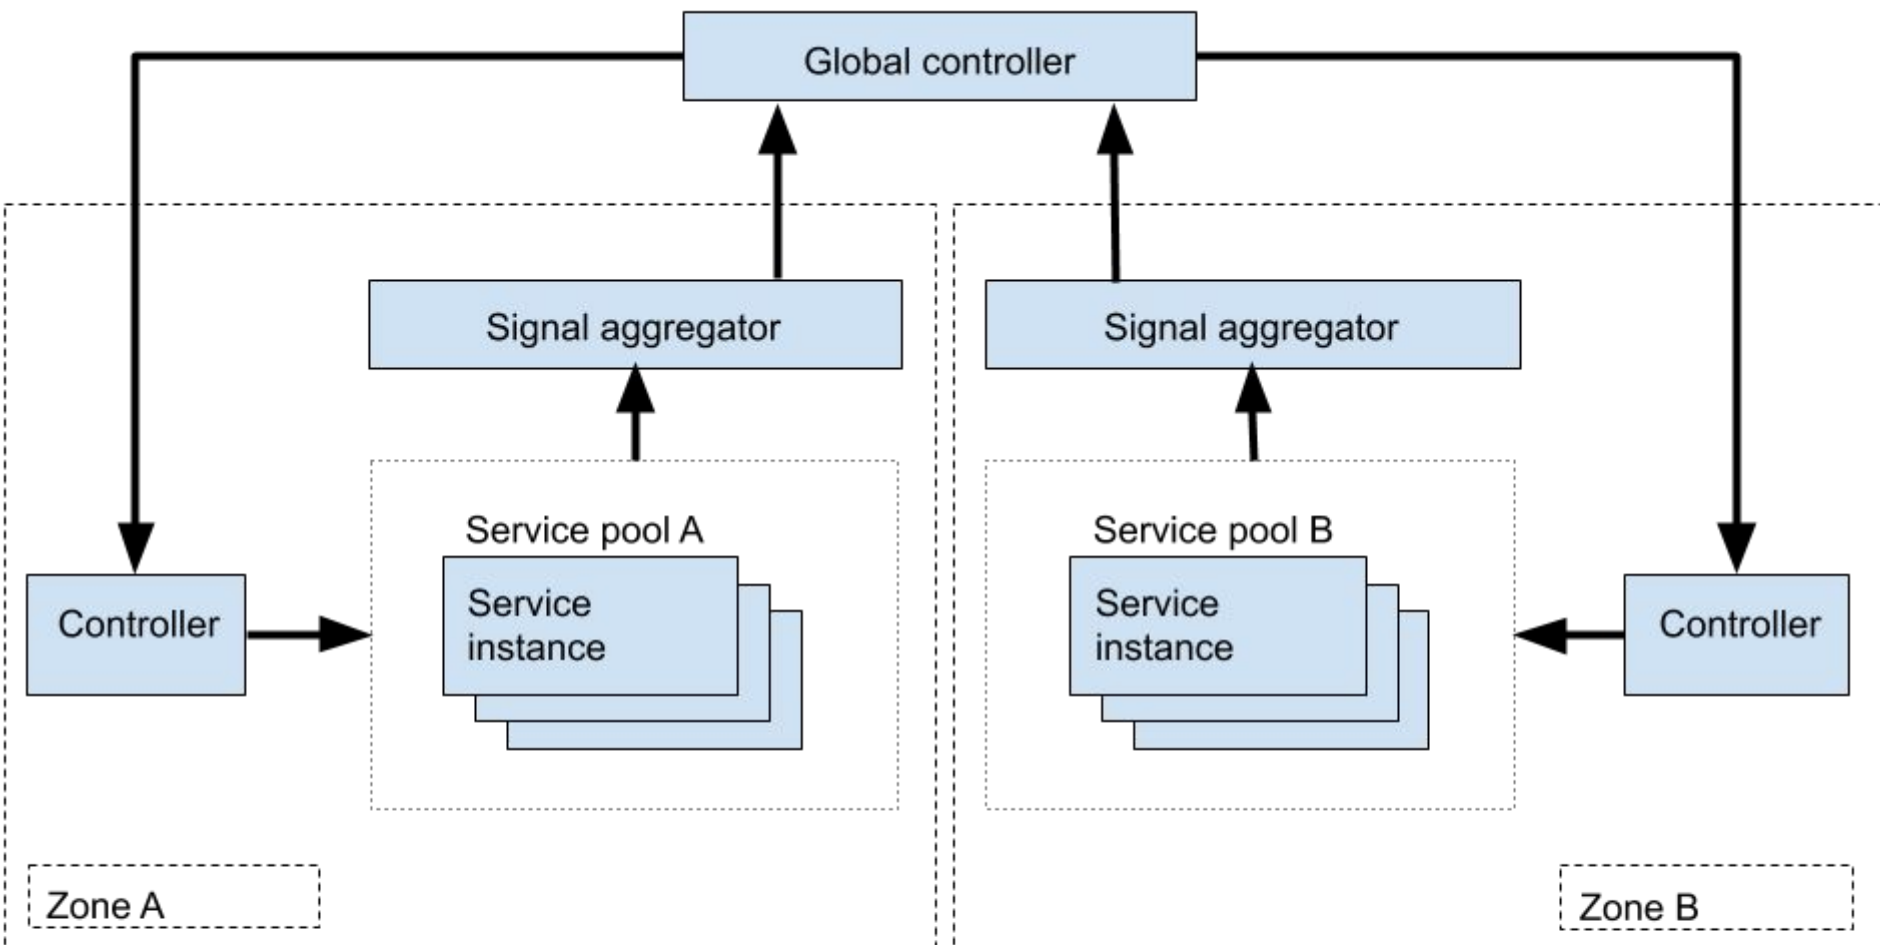 Global controller
Signal aggregator
Signal aggregator
Service pool A
Service pool B
Service
instance
Service
instance
Controller
Controller
Zone A
Zone B